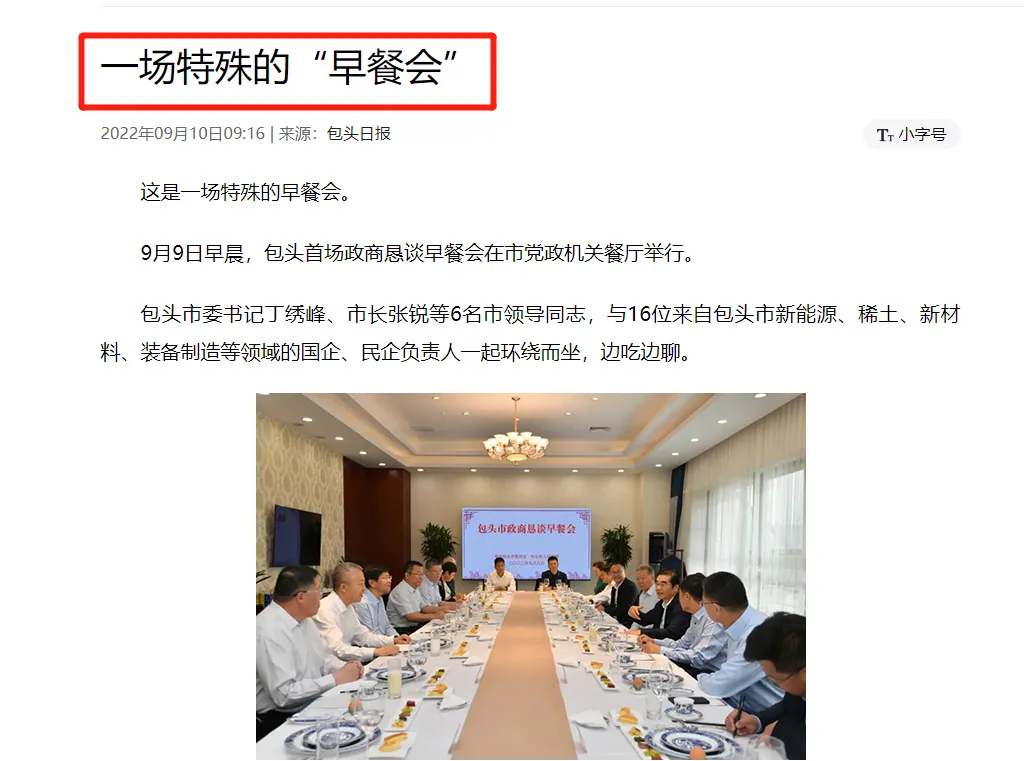 一场特殊的“早餐会”
2022年09月10日09:16 | 来源：包头日报
TT 小字号
这是一场特殊的早餐会。
9月9日早晨，包头首场政商恳谈早餐会在市党政机关餐厅举行。
包头市委书记丁绣峰、市长张锐等6名市领导同志，与16位来自包头市新能源、稀土、新材
料、装备制造等领域的国企、民企负责人一起环绕而坐，边吃边聊。
包头市政商恳谈早餐会